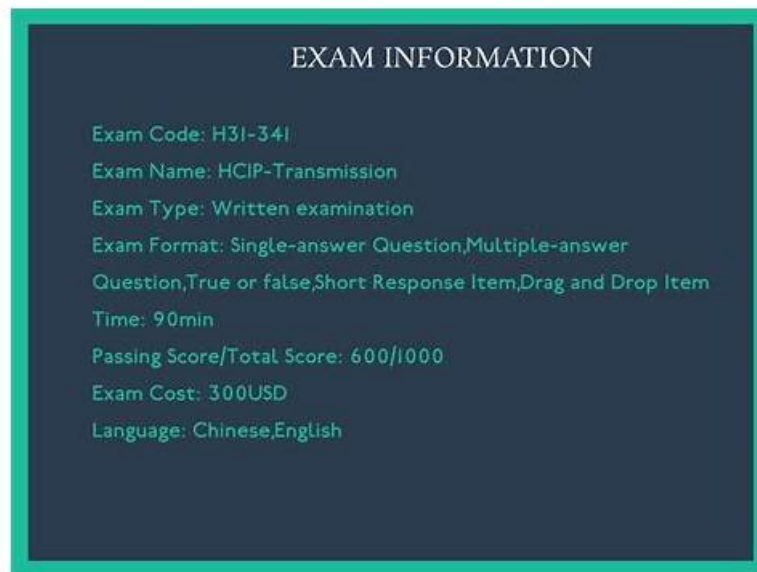 EXAM INFORMATION
Exam Code: H31-341
Exam Name: HCIP-Transmission
Exam Type: Written examination
Exam Format: Single-answer Question,Multiple-answer
Question,True or false,Short Response Item,Drag and Drop Item
Time: 90min
Passing Score/Total Score: 600/1000
Exam Cost: 300USD
Language: Chinese,English